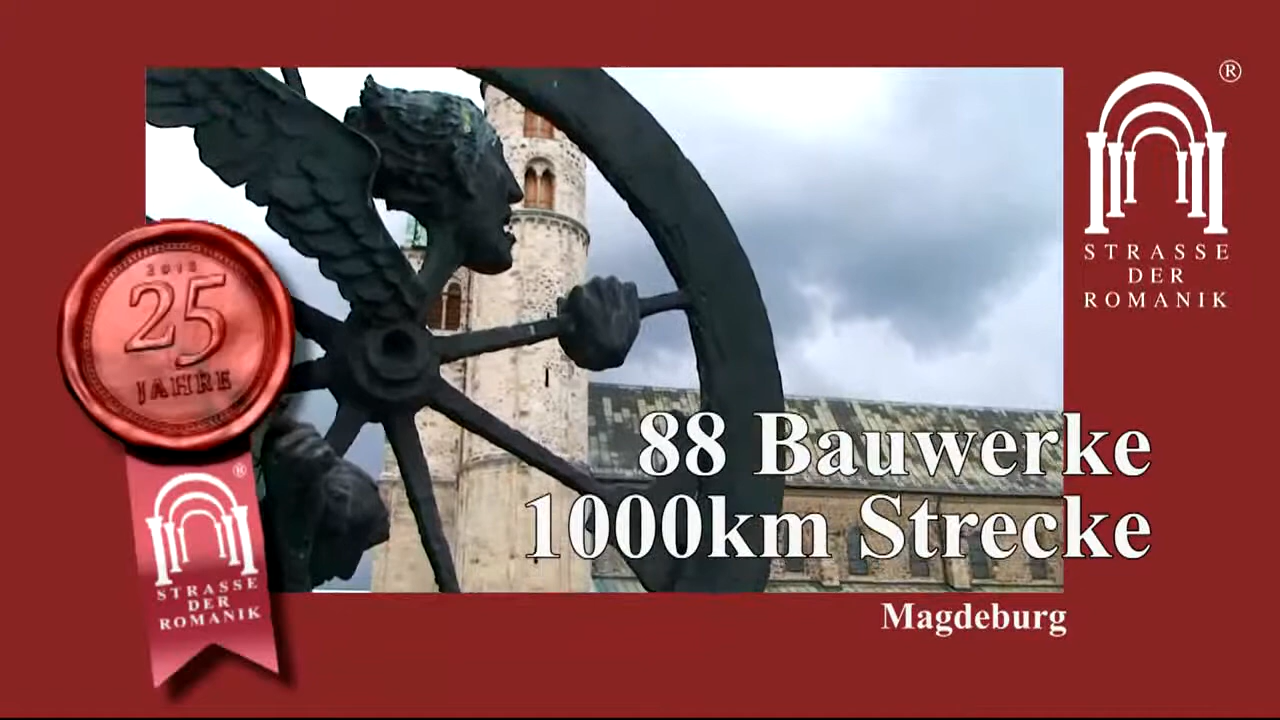 ®
STRASSE
DER
ROMANIK
25
JAHRE
88 Bauwerke
1000km Strecke
®
STRASSE
DER
ROMANIK
Magdeburg